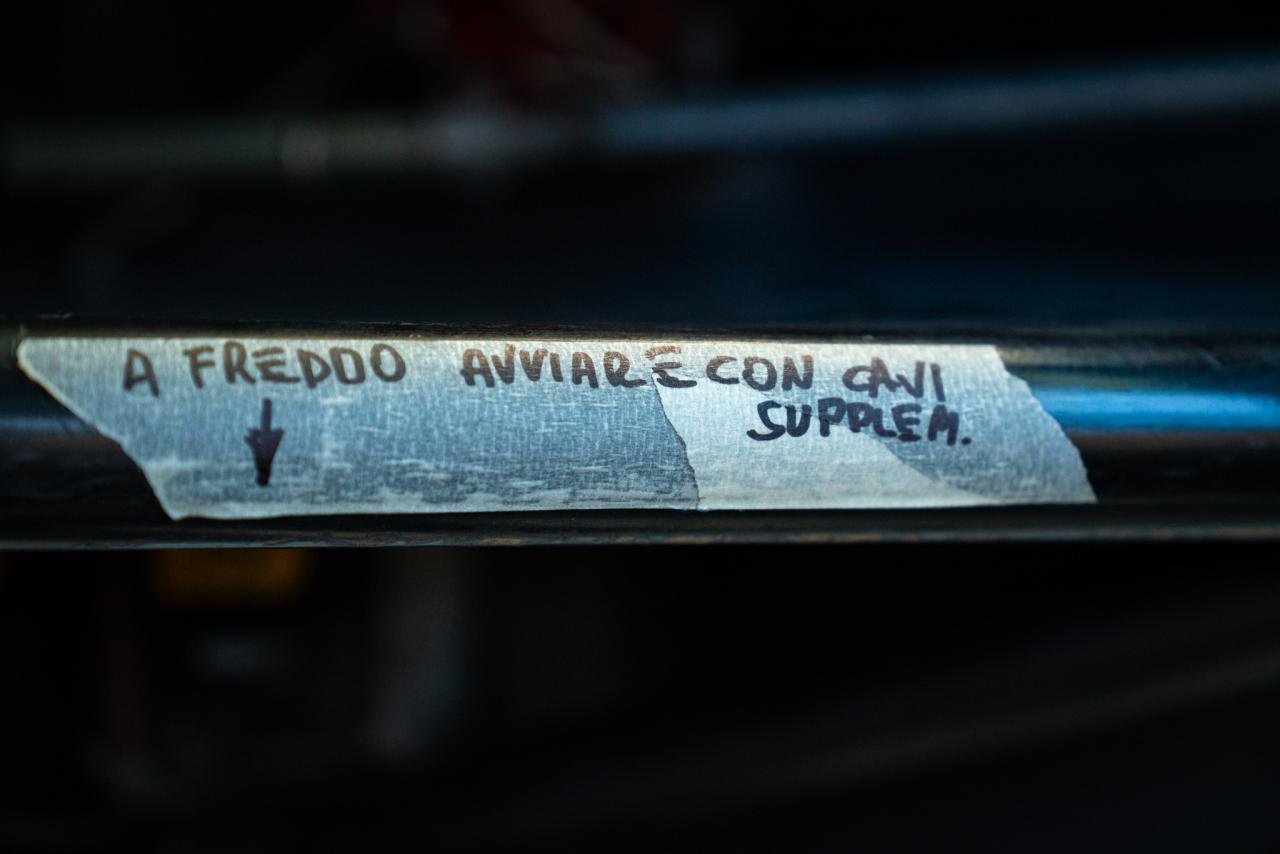 A FREDDO AVVIARE CON CAVI
SUPPLEM.